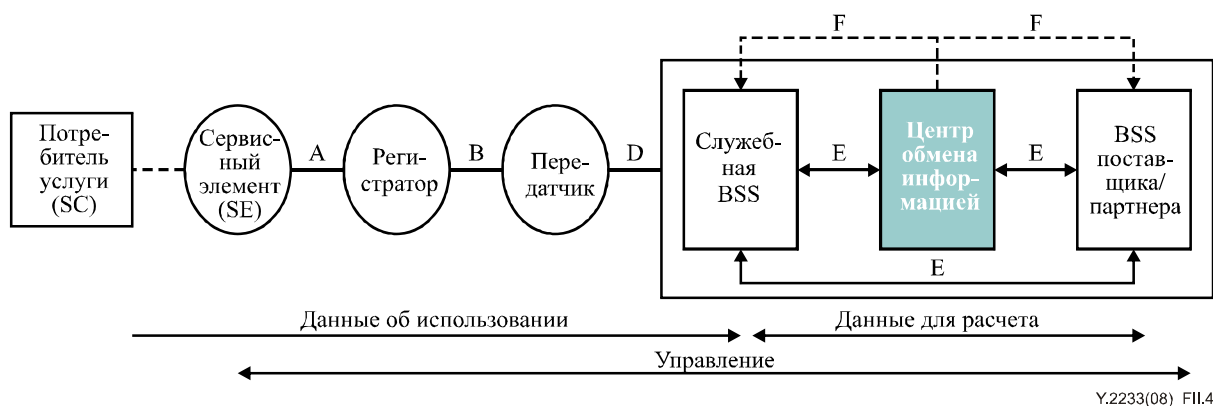 F
F
Потре-
битель
услуги
(SC)
Сервис-
ный
элемент
(SE)
A
Реги-
стратор
B
Пере-
датчик
D
Служеб-
ная
BSS
E
Центр
обмена
инфор-
мацией
E
BSS
постав-
щика/
партнера
E
Данные об использовании
Данные для расчета
Управление
Y.2233(08)_FII.4